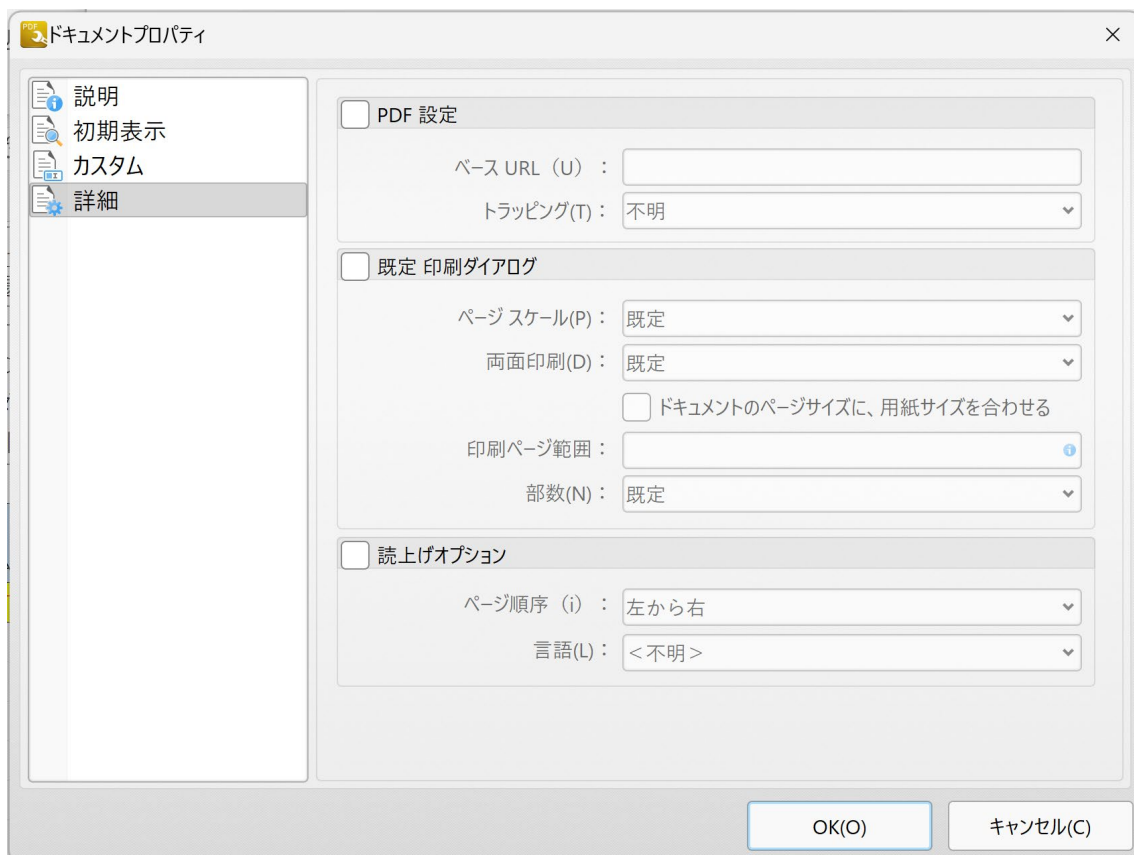 PDF
ドキュメントプロパティ
説明
初期表示
カスタム
詳細
PDF 設定
ベース URL（U）：
トラッピング(T)： 不明
既定 印刷ダイアログ
ページ スケール(P)： 既定
両面印刷(D)： 既定
ドキュメントのページサイズに、用紙サイズを合わせる
印刷ページ範囲：
部数(N)： 既定
読上げオプション
ページ順序（i）： 左から右
言語(L)： ＜不明＞
OK(O)
キャンセル(C)